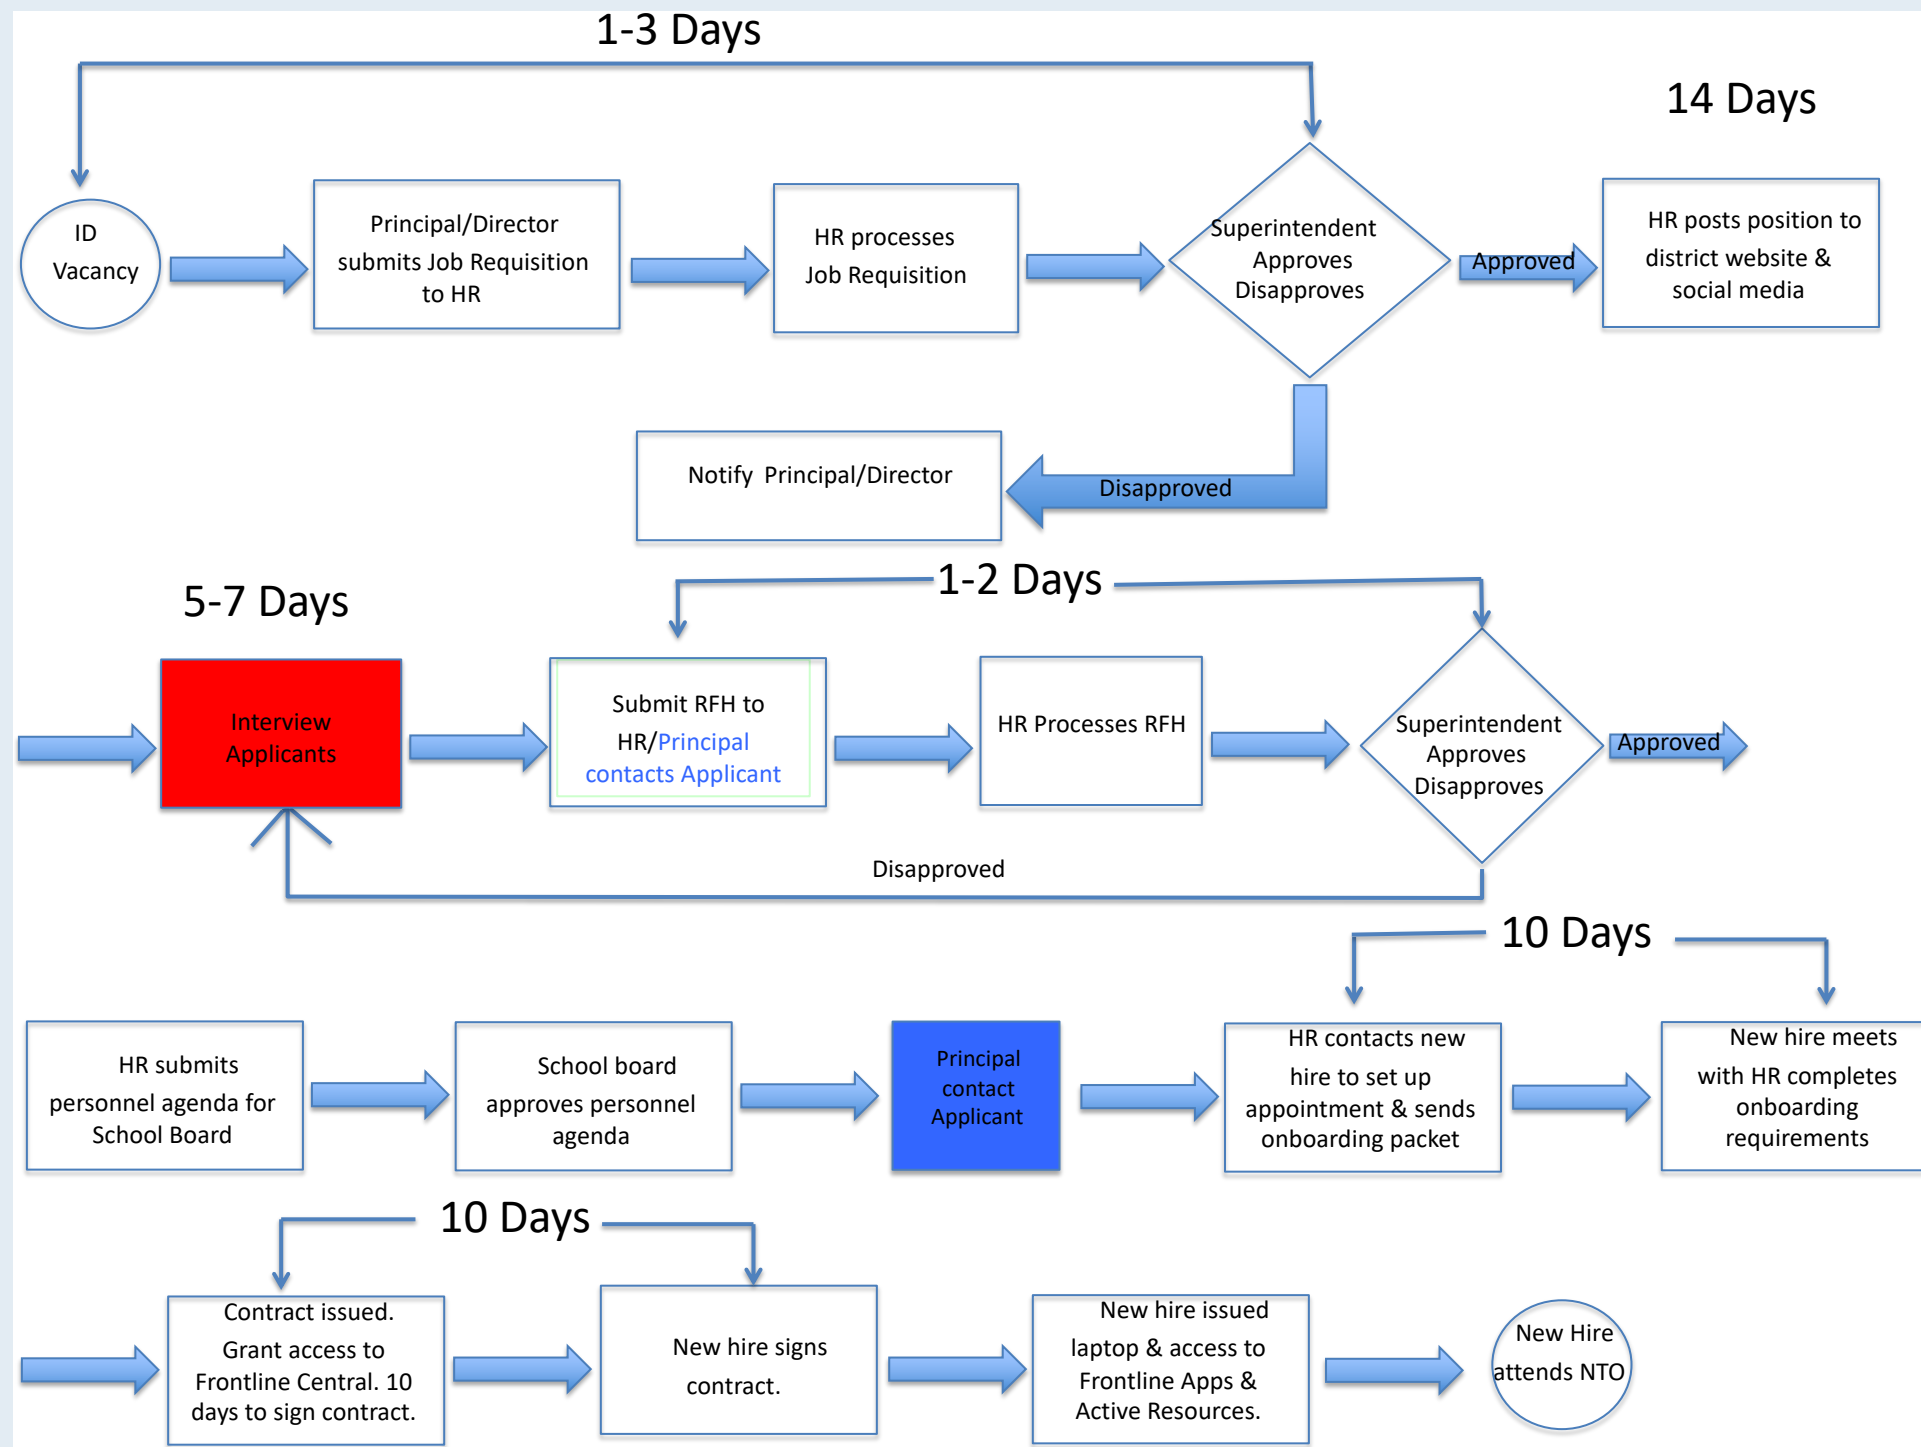 1-3 Days
14 Days
ID
Vacancy
Principal/Director
submits Job Requisition
to HR
HR processes
Job Requisition
Superintendent
Approves
Disapproves
Approved
HR posts position to
district website &
social media
Notify Principal/Director
Disapproved
5-7 Days
1-2 Days
Interview
Applicants
Submit RFH to
HR/Principal
contacts Applicant
HR Processes RFH
Superintendent
Approves
Disapproves
Approved
Disapproved
10 Days
HR submits
personnel agenda for
School Board
School board
approves personnel
agenda
Principal
contact
Applicant
HR contacts new
hire to set up
appointment & sends
onboarding packet
New hire meets
with HR completes
onboarding
requirements
10 Days
Contract issued.
Grant access to
Frontline Central. 10
days to sign contract.
New hire signs
contract.
New hire issued
laptop & access to
Frontline Apps &
Active Resources.
New Hire
attends NTO